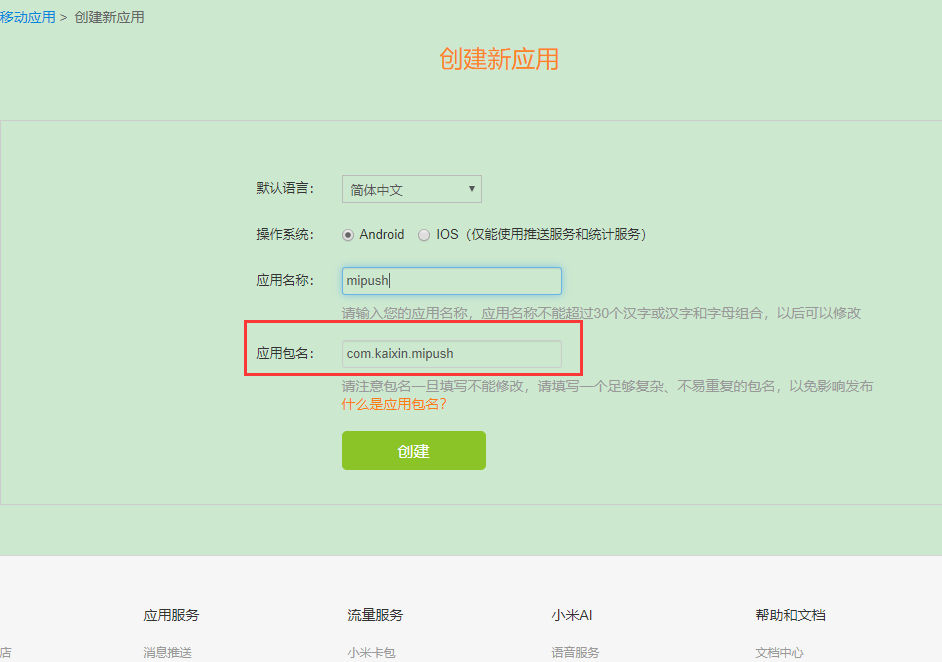 移动应用 > 创建新应用
创建新应用
默认语言： 简体中文
操作系统： Android IOS（仅能使用推送服务和统计服务）
应用名称： mipush
请输入您的应用名称，应用名称不能超过30个汉字或汉字和字母组合，以后可以修改
应用包名： com.kaixin.mipush
请注意包名一旦填写不能修改，请填写一个足够复杂、不易重复的包名，以免影响发布
什么是应用包名？
创建
应用服务 流量服务 小米AI 帮助和文档
店 消息推送 小米卡包 语音服务 文档中心